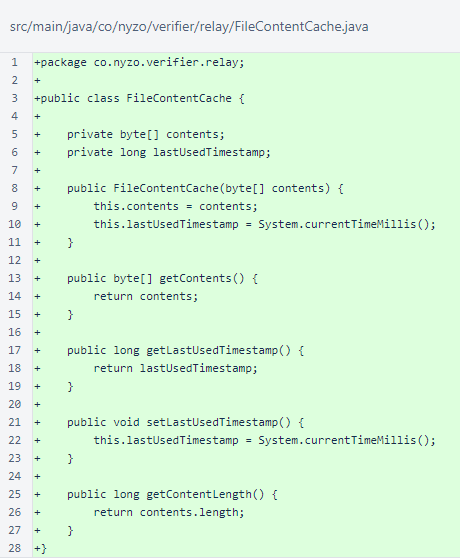 src/main/java/co/nyzo/verifier/relay/FileContentCache.java
1 +package co.nyzo.verifier.relay;
2 +
3 +public class FileContentCache {
4 +
5 +    private byte[] contents;
6 +    private long lastUsedTimestamp;
7 +
8 +    public FileContentCache(byte[] contents) {
9 +        this.contents = contents;
10 +        this.lastUsedTimestamp = System.currentTimeMillis();
11 +    }
12 +
13 +    public byte[] getContents() {
14 +        return contents;
15 +    }
16 +
17 +    public long getLastUsedTimestamp() {
18 +        return lastUsedTimestamp;
19 +    }
20 +
21 +    public void setLastUsedTimestamp() {
22 +        this.lastUsedTimestamp = System.currentTimeMillis();
23 +    }
24 +
25 +    public long getContentLength() {
26 +        return contents.length;
27 +    }
28 +}